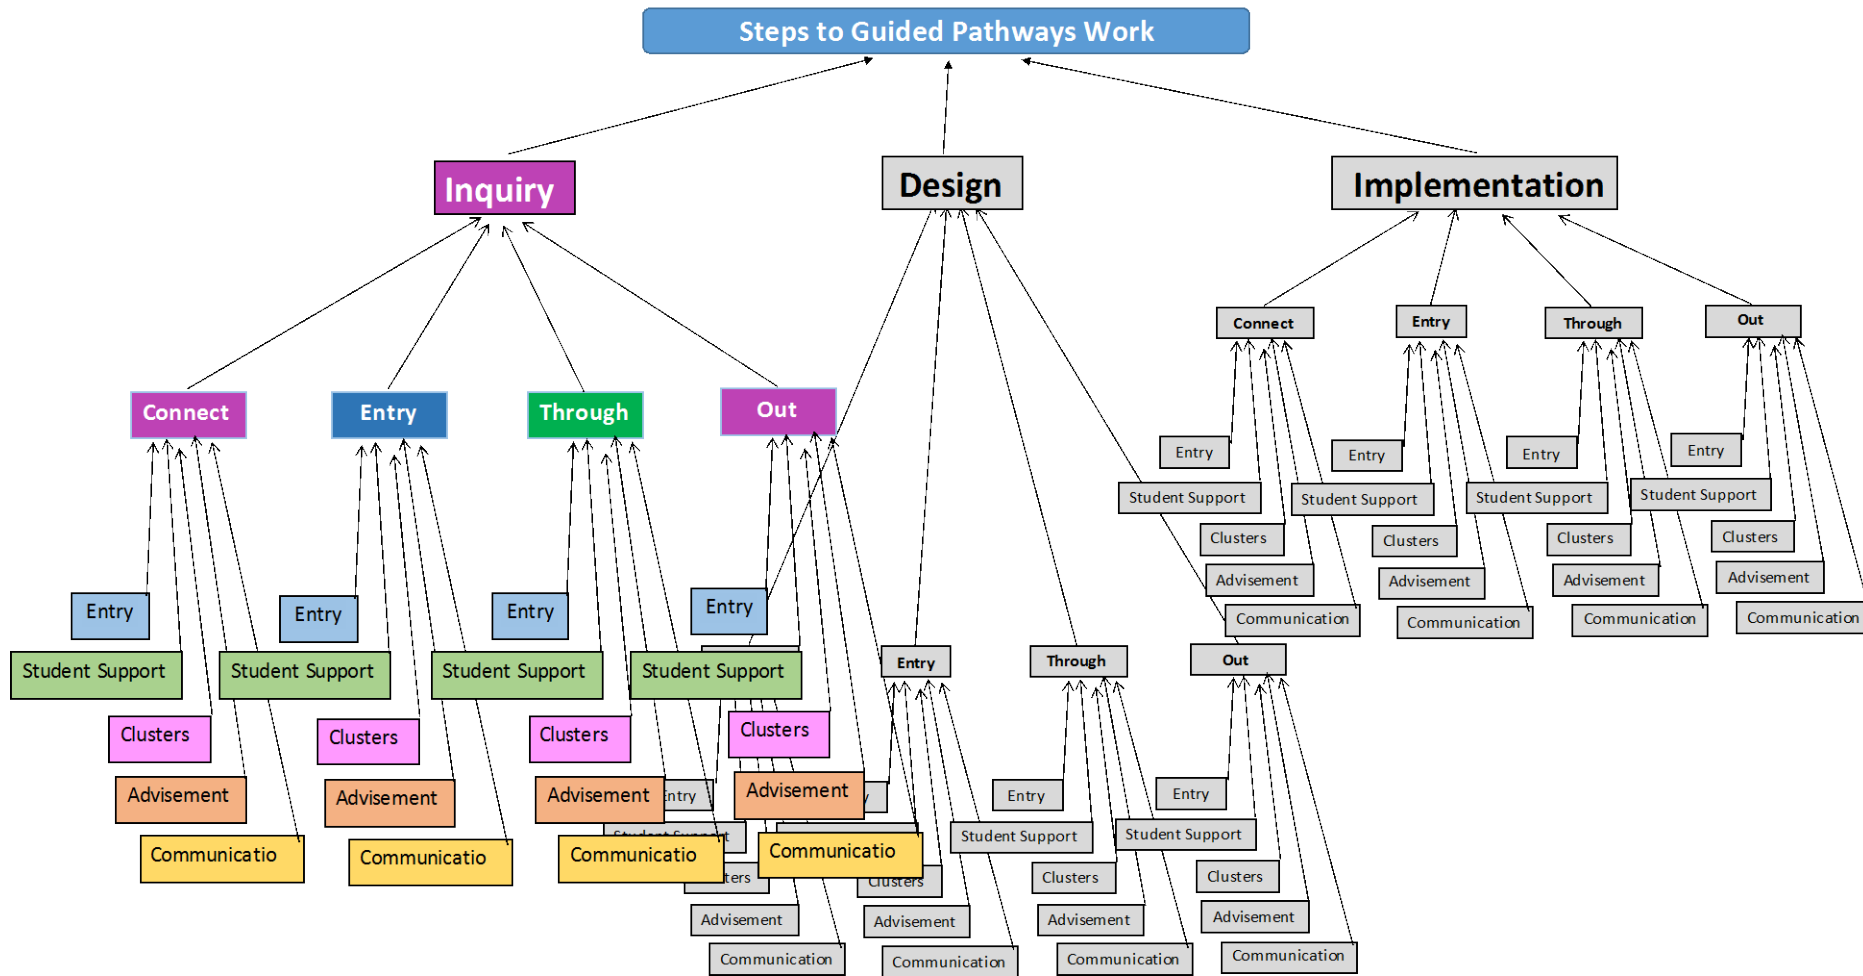 Steps to Guided Pathways Work
Inquiry
Design
Implementation
Connect
Entry
Through
Out
Connect
Entry
Through
Out
Entry
Student Support
Clusters
Advisement
Communicatio
Entry
Student Support
Clusters
Advisement
Communicatio
Entry
Student Support
Clusters
Advisement
Communicatio
Entry
Student Support
Clusters
Advisement
Communicatio
Entry
Through
Out
Entry
Student Support
Advisement
Communication
Clusters
Advisement
Communication
Entry
Student Support
Clusters
Advisement
Communication
Entry
Student Support
Clusters
Advisement
Communication
Entry
Student Support
Clusters
Advisement
Communication
Entry
Student Support
Clusters
Advisement
Communication
Entry
Student Support
Clusters
Advisement
Communication
Entry
Student Support
Clusters
Advisement
Communication